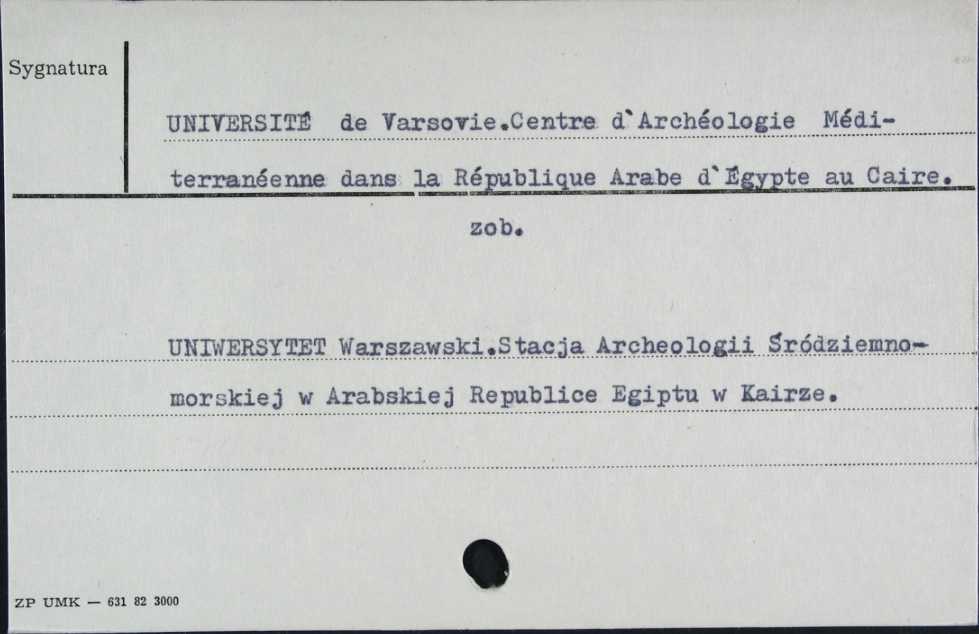 Sygnatura
UNIVERSITÉ de Varsovie.Centre d`Archéologie Médi-
terranéenne dans la République Arabe d`Égypte au Caire.
zob.
UNIWERSYTET Warszawski.Stacja Archeologii Śródziemno-
morskiej w Arabskiej Republice Egiptu w Kairze.
ZP UMK — 631 82 3000